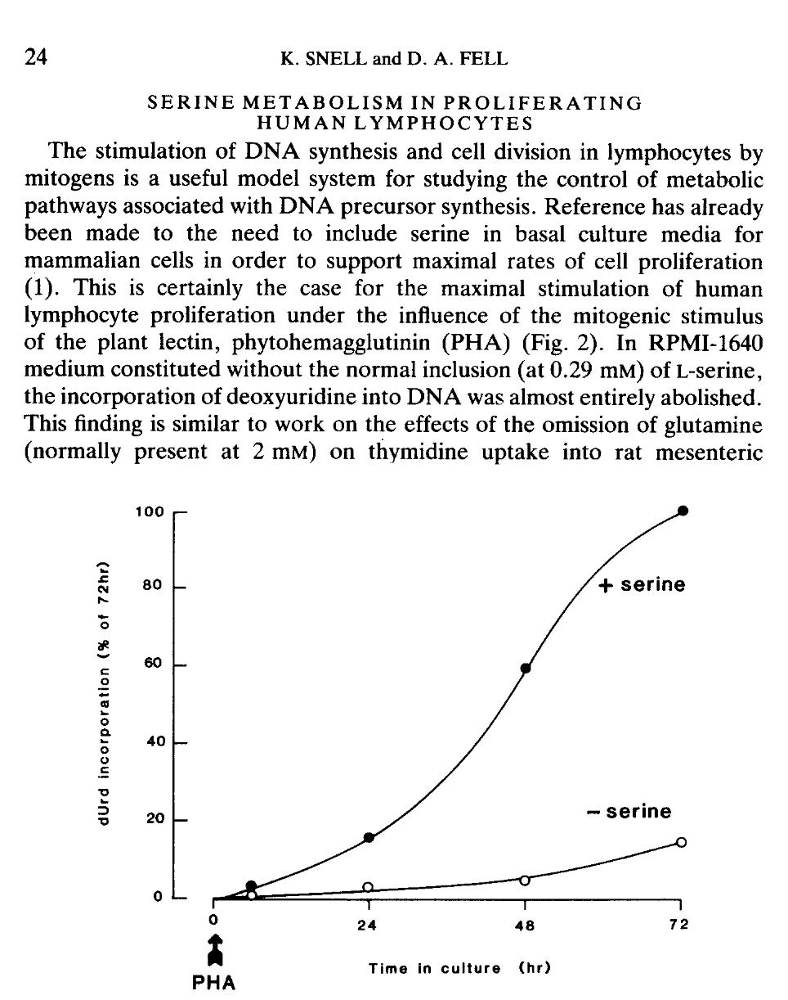 24
K. SNELL and D. A. FELL
SERINE METABOLISM IN PROLIFERATING
HUMAN LYMPHOCYTES
The stimulation of DNA synthesis and cell division in lymphocytes by
mitogens is a useful model system for studying the control of metabolic
pathways associated with DNA precursor synthesis. Reference has already
been made to the need to include serine in basal culture media for
mammalian cells in order to support maximal rates of cell proliferation
(1). This is certainly the case for the maximal stimulation of human
lymphocyte proliferation under the influence of the mitogenic stimulus
of the plant lectin, phytohemagglutinin (PHA) (Fig. 2). In RPMI-1640
medium constituted without the normal inclusion (at 0.29 mM) of L-serine,
the incorporation of deoxyuridine into DNA was almost entirely abolished.
This finding is similar to work on the effects of the omission of glutamine
(normally present at 2 mM) on thymidine uptake into rat mesenteric
dUrd incorporation (% of 72hr)
100
80
60
40
20
0
+ serine
− serine
0
24
48
72
PHA
Time in culture (hr)